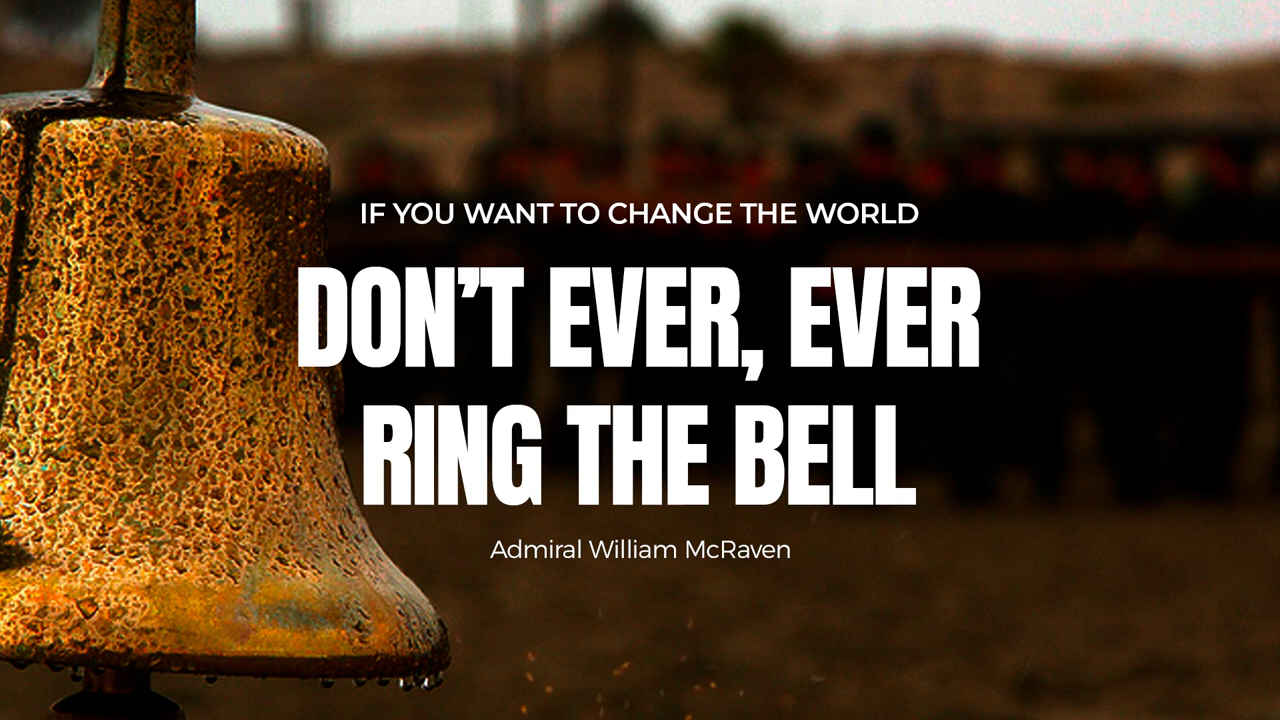 IF YOU WANT TO CHANGE THE WORLD
DON’T EVER, EVER
RING THE BELL
Admiral William McRaven